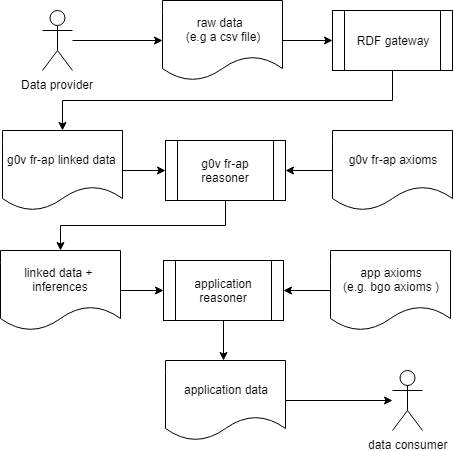 raw data
(e.g a csv file)
RDF gateway
Data provider
g0v fr-ap linked data
g0v fr-ap
reasoner
g0v fr-ap axioms
linked data +
inferences
application
reasoner
app axioms
(e.g. bgo axioms )
application data
data consumer